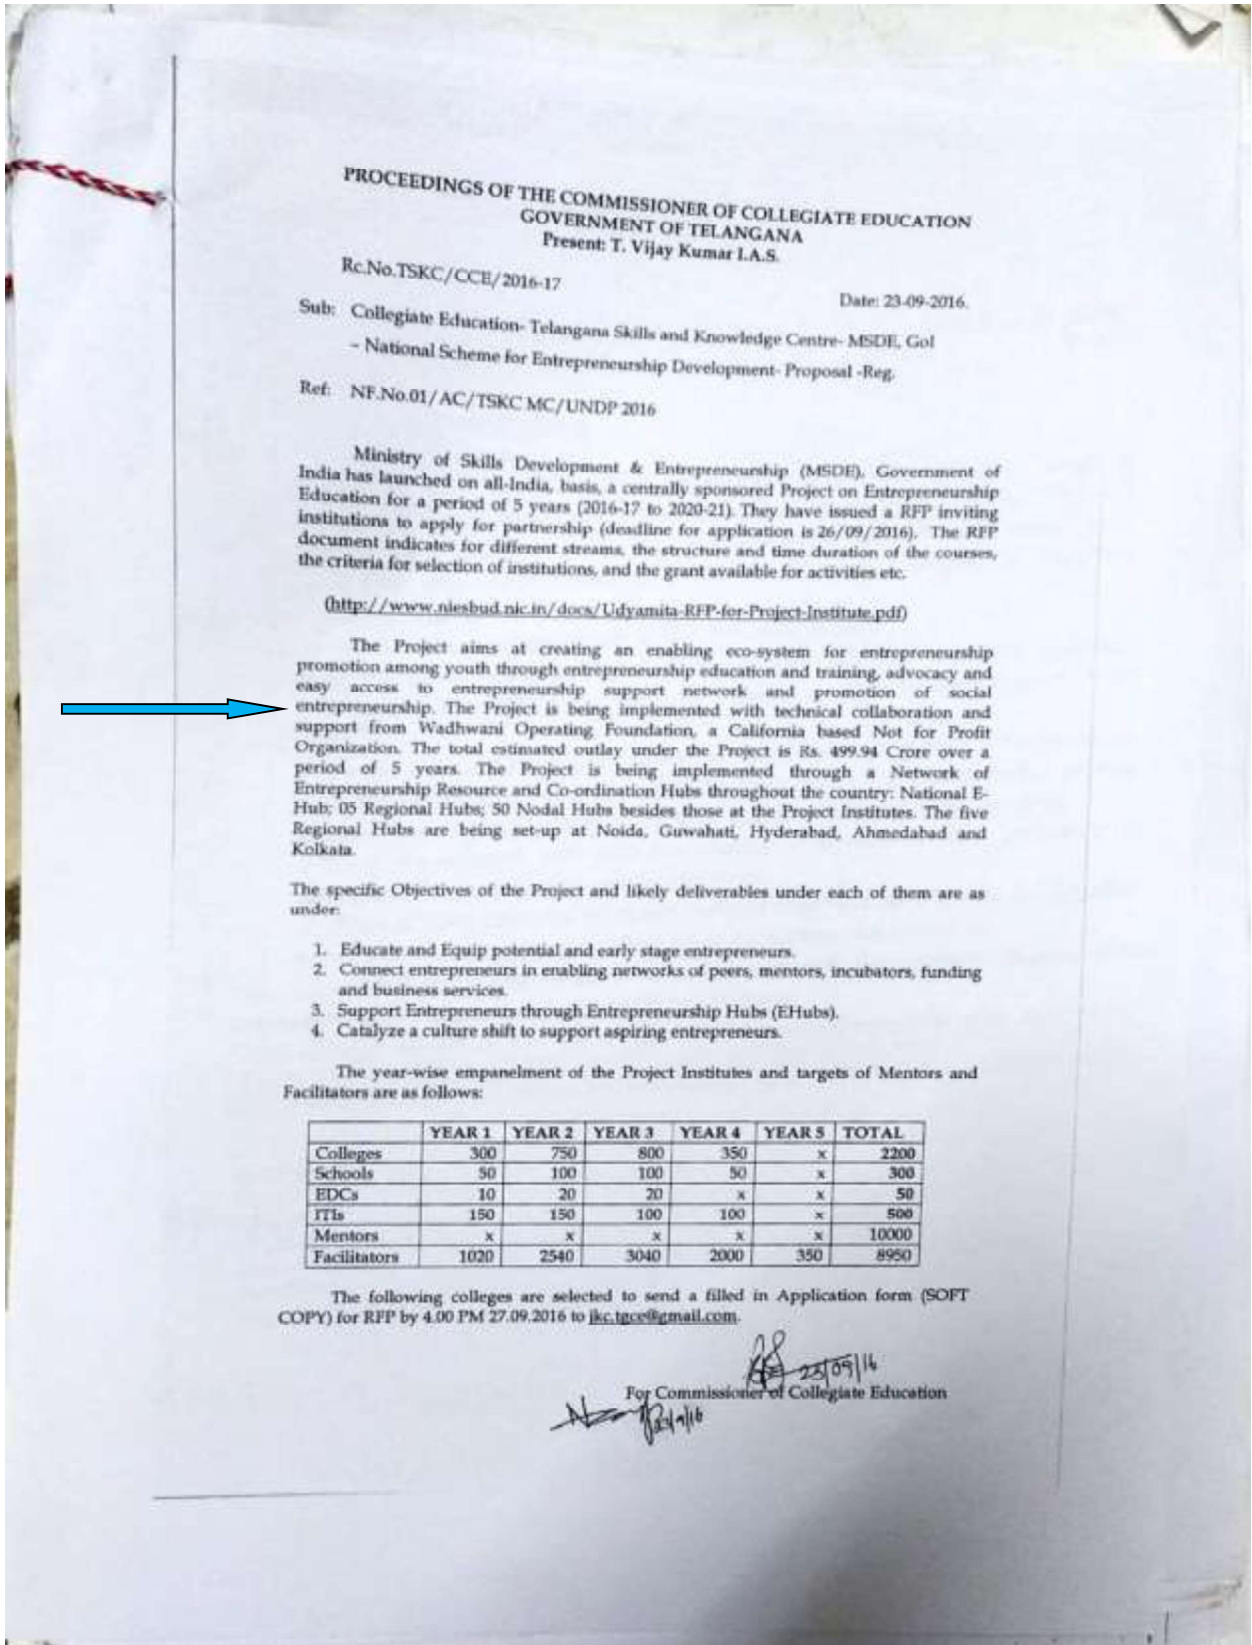 PROCEEDINGS OF THE COMMISSIONER OF COLLEGIATE EDUCATION
GOVERNMENT OF TELANGANA
Present: T. Vijay Kumar I.A.S.
Rc.No.TSKC/CCE/2016-17
Date: 23-09-2016.
Sub: Collegiate Education- Telangana Skills and Knowledge Centre- MSDE, GoI
– National Scheme for Entrepreneurship Development- Proposal -Reg.
Ref: NF.No.01/AC/TSKC MC/UNDP 2016
Ministry of Skills Development & Entrepreneurship (MSDE), Government of
India has launched on all-India, basis, a centrally sponsored Project on Entrepreneurship
Education for a period of 5 years (2016-17 to 2020-21). They have issued a RFP inviting
institutions to apply for partnership (deadline for application is 26/09/2016). The RFP
document indicates for different streams, the structure and time duration of the courses,
the criteria for selection of institutions, and the grant available for activities etc.
(http://www.niesbud.nic.in/docs/Udyamita-RFP-for-Project-Institute.pdf)
The Project aims at creating an enabling eco-system for entrepreneurship
promotion among youth through entrepreneurship education and training, advocacy and
easy access to entrepreneurship support network and promotion of social
entrepreneurship. The Project is being implemented with technical collaboration and
support from Wadhwani Operating Foundation, a California based Not for Profit
Organization. The total estimated outlay under the Project is Rs. 499.94 Crore over a
period of 5 years. The Project is being implemented through a Network of
Entrepreneurship Resource and Co-ordination Hubs throughout the country: National E-
Hub; 05 Regional Hubs; 50 Nodal Hubs besides those at the Project Institutes. The five
Regional Hubs are being set-up at Noida, Guwahati, Hyderabad, Ahmedabad and
Kolkata.
The specific Objectives of the Project and likely deliverables under each of them are as
under:
1. Educate and Equip potential and early stage entrepreneurs.
2. Connect entrepreneurs in enabling networks of peers, mentors, incubators, funding
and business services.
3. Support Entrepreneurs through Entrepreneurship Hubs (EHubs).
4. Catalyze a culture shift to support aspiring entrepreneurs.
The year-wise empanelment of the Project Institutes and targets of Mentors and
Facilitators are as follows:
YEAR 1 YEAR 2 YEAR 3 YEAR 4 YEAR 5 TOTAL
Colleges 300 750 800 350 x 2200
Schools 50 100 100 50 x 300
EDCs 10 20 20 x x 50
ITIs 150 150 100 100 x 500
Mentors x x x x x 10000
Facilitators 1020 2540 3040 2000 350 8950
The following colleges are selected to send a filled in Application form (SOFT
COPY) for RFP by 4.00 PM 27.09.2016 to jkc.tgce@gmail.com.
23/09/16
For Commissioner of Collegiate Education